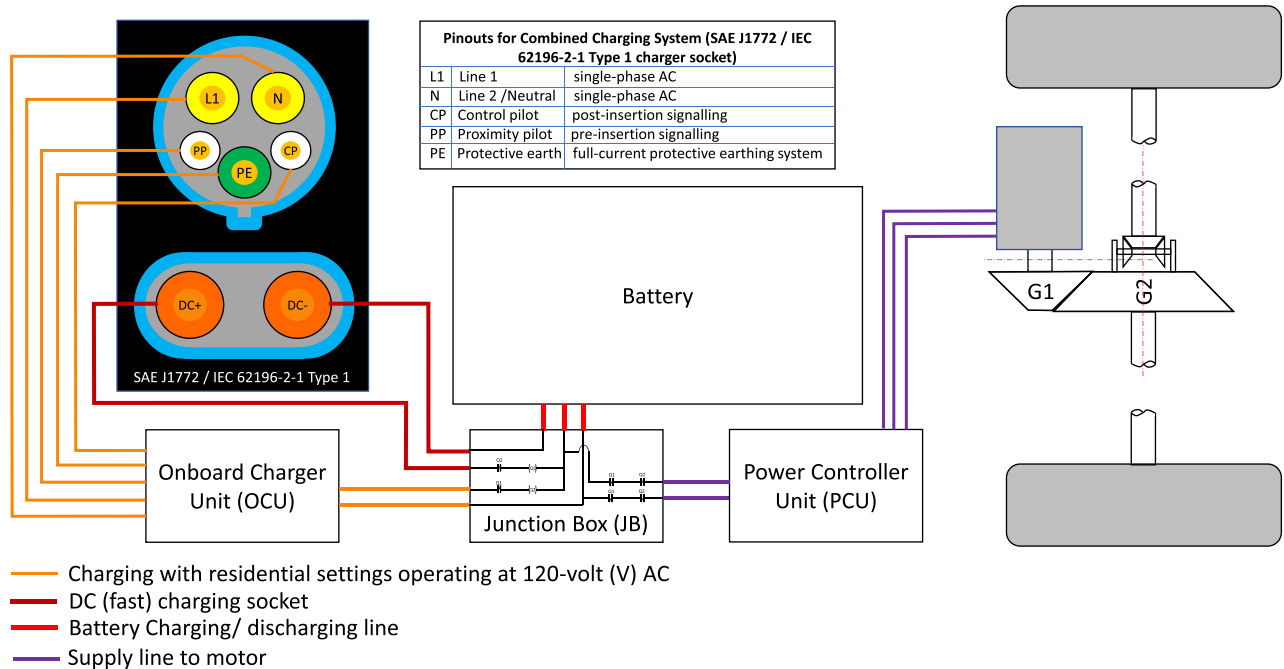 L1
N
PP
CP
PE
DC+
DC-
SAE J1772 / IEC 62196-2-1 Type 1
Pinouts for Combined Charging System (SAE J1772 / IEC
62196-2-1 Type 1 charger socket)
L1 Line 1 single-phase AC
N Line 2 /Neutral single-phase AC
CP Control pilot post-insertion signalling
PP Proximity pilot pre-insertion signalling
PE Protective earth full-current protective earthing system
Battery
G1
G2
Onboard Charger
Unit (OCU)
Junction Box (JB)
Power Controller
Unit (PCU)
Charging with residential settings operating at 120-volt (V) AC
DC (fast) charging socket
Battery Charging/ discharging line
Supply line to motor